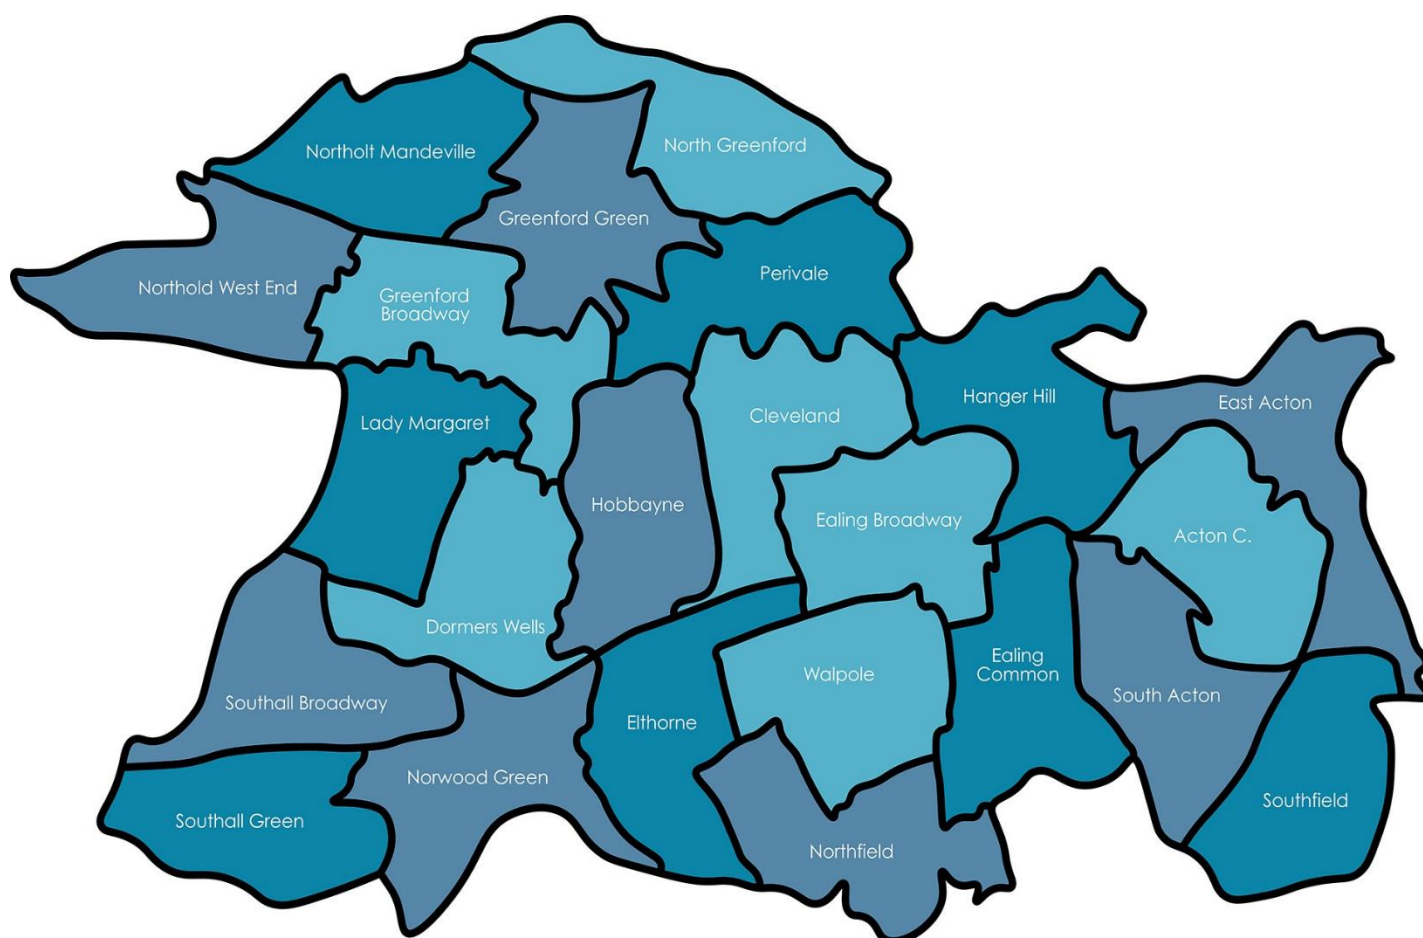 North Greenford
Northolt Mandeville
Greenford Green
Perivale
Northold West End
Greenford
Broadway
Hanger Hill
East Acton
Cleveland
Lady Margaret
Hobbayne
Ealing Broadway
Acton C.
Dormers Wells
Ealing
Common
Walpole
South Acton
Southall Broadway
Elthorne
Norwood Green
Southfield
Southall Green
Northfield